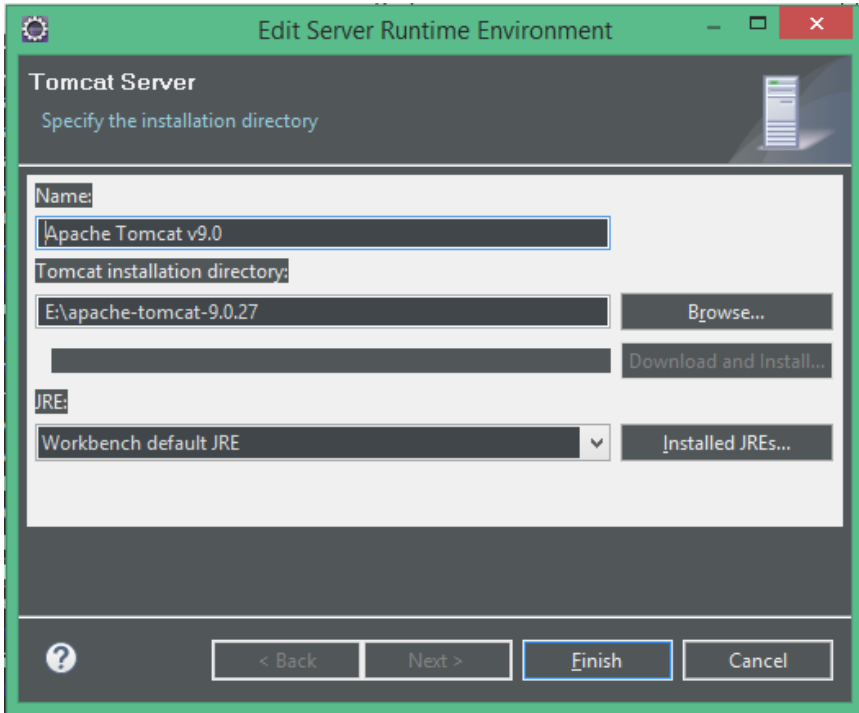 Edit Server Runtime Environment
Tomcat Server
Specify the installation directory
Name:
Apache Tomcat v9.0
Tomcat installation directory:
E:\apache-tomcat-9.0.27
Browse...
Download and Install...
JRE:
Workbench default JRE
Installed JREs...
?
< Back
Next >
Finish
Cancel